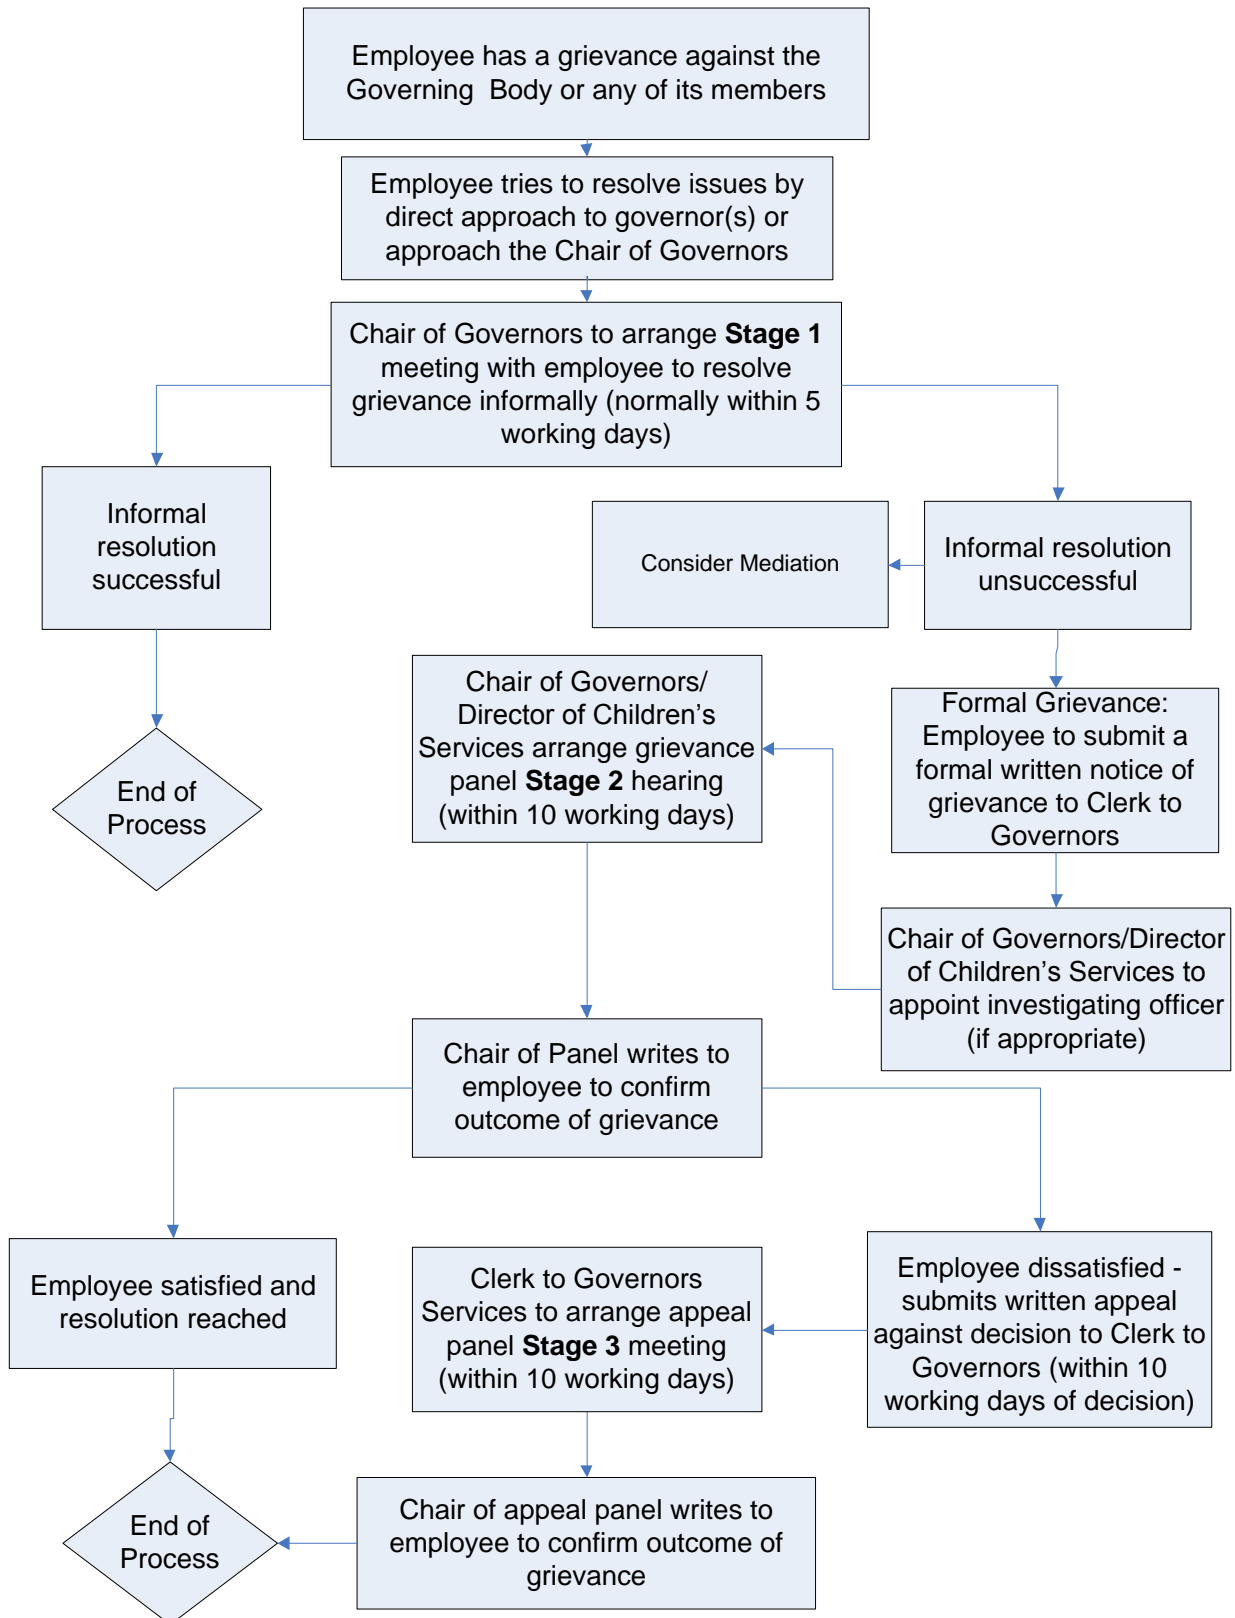 Employee has a grievance against the
Governing Body or any of its members
Employee tries to resolve issues by
direct approach to governor(s) or
approach the Chair of Governors
Chair of Governors to arrange Stage 1
meeting with employee to resolve
grievance informally (normally within 5
working days)
Informal
resolution
successful
Consider Mediation
Informal resolution
unsuccessful
End of
Process
Chair of Governors/
Director of Children’s
Services arrange grievance
panel Stage 2 hearing
(within 10 working days)
Formal Grievance:
Employee to submit a
formal written notice of
grievance to Clerk to
Governors
Chair of Governors/Director
of Children’s Services to
appoint investigating officer
(if appropriate)
Chair of Panel writes to
employee to confirm
outcome of grievance
Employee satisfied and
resolution reached
Clerk to Governors
Services to arrange appeal
panel Stage 3 meeting
(within 10 working days)
Employee dissatisfied -
submits written appeal
against decision to Clerk to
Governors (within 10
working days of decision)
End of
Process
Chair of appeal panel writes to
employee to confirm outcome of
grievance